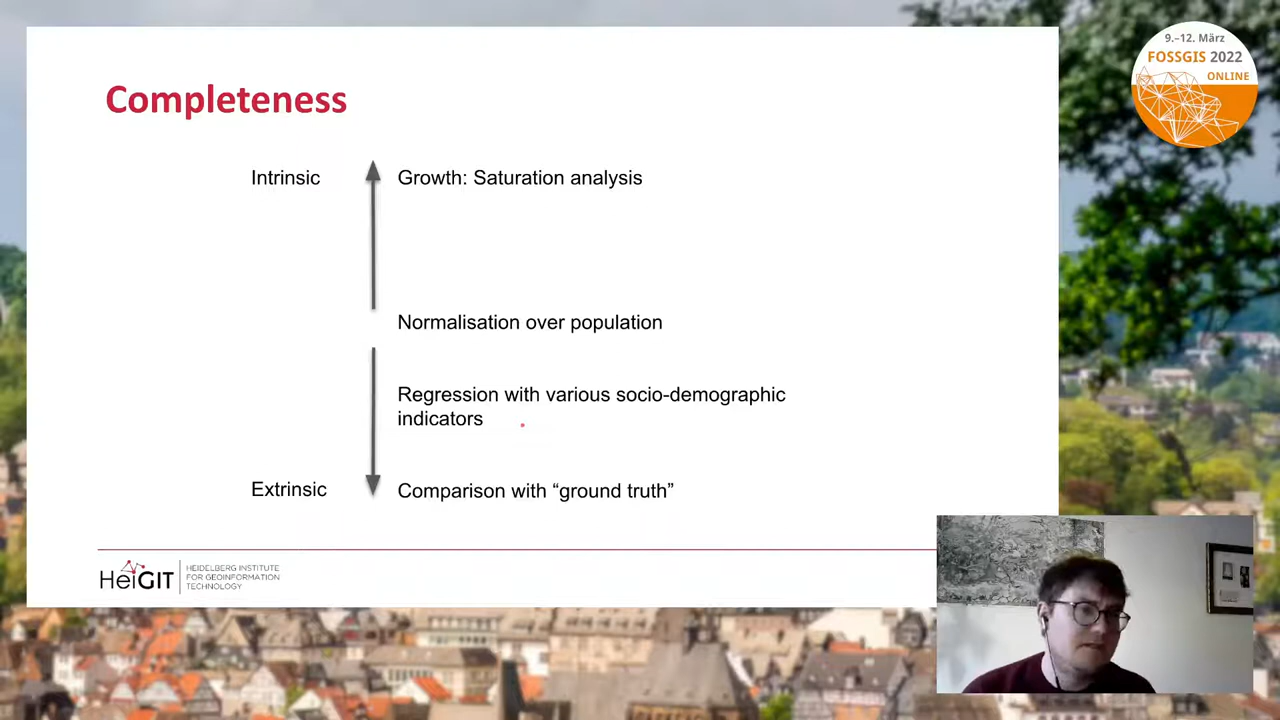 9.–12. März
FOSSGIS 2022
ONLINE
Completeness
Intrinsic
Growth: Saturation analysis
Normalisation over population
Regression with various socio-demographic
indicators
Extrinsic
Comparison with “ground truth”
HeiGIT
HEIDELBERG INSTITUTE
FOR GEOINFORMATION
TECHNOLOGY